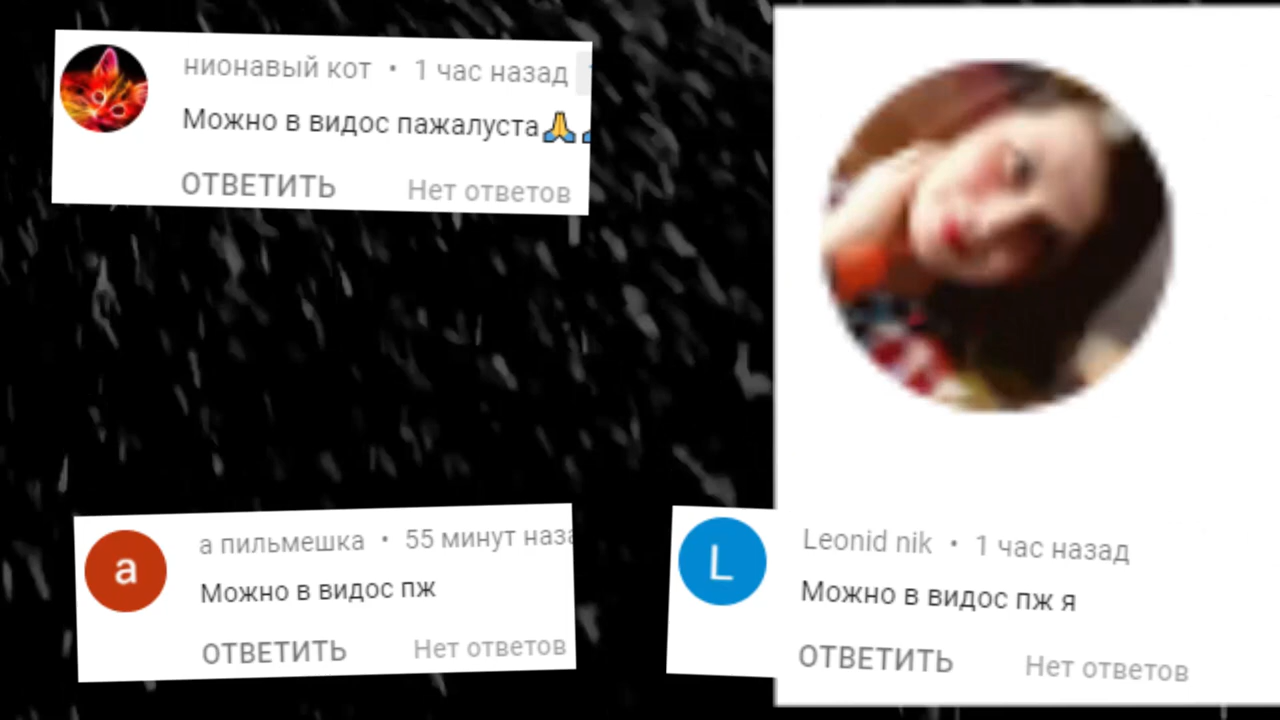 нионавый кот • 1 час назад
Можно в видос пажалуста🙏
ОТВЕТИТЬ Нет ответов
а
а пильмешка • 55 минут наза
Можно в видос пж
ОТВЕТИТЬ Нет ответов
L
Leonid nik • 1 час назад
Можно в видос пж я
ОТВЕТИТЬ Нет ответов